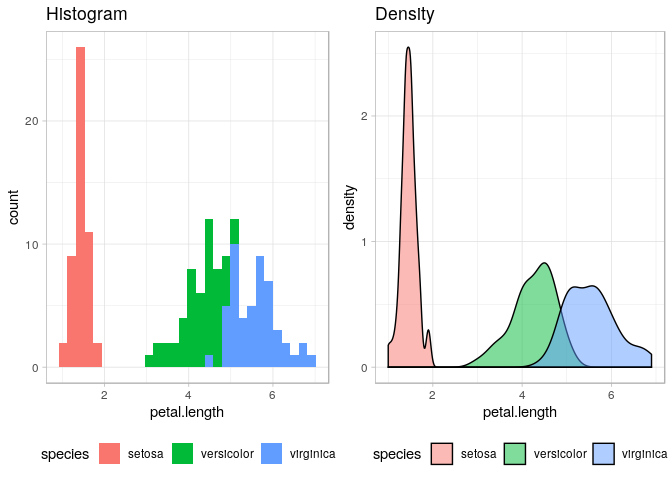 Histogram
20
10
0
count
2 4 6
petal.length
species setosa versicolor virginica
Density
2
1
0
density
2 4 6
petal.length
species setosa versicolor virginica